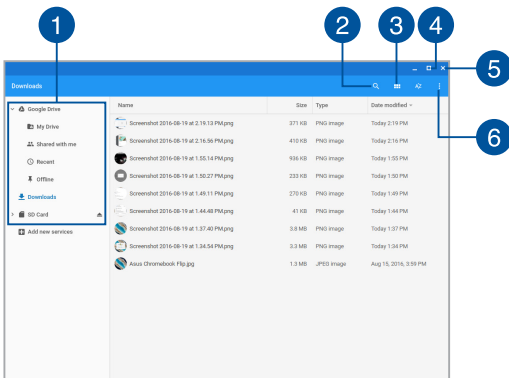 1
2
3
4
5
6
Downloads
Google Drive
My Drive
Shared with me
Recent
Offline
Downloads
SD Card
Add new services
Name Size Type Date modified
Screenshot 2016-08-19 at 2.19.13 PM.png 371 KB PNG image Today 2:19 PM
Screenshot 2016-08-19 at 2.16.56 PM.png 410 KB PNG image Today 2:16 PM
Screenshot 2016-08-19 at 1.55.14 PM.png 936 KB PNG image Today 1:55 PM
Screenshot 2016-08-19 at 1.50.27 PM.png 233 KB PNG image Today 1:50 PM
Screenshot 2016-08-19 at 1.49.11 PM.png 270 KB PNG image Today 1:49 PM
Screenshot 2016-08-19 at 1.44.48 PM.png 41 KB PNG image Today 1:44 PM
Screenshot 2016-08-19 at 1.37.40 PM.png 3.8 MB PNG image Today 1:37 PM
Screenshot 2016-08-19 at 1.34.54 PM.png 3.3 MB PNG image Today 1:34 PM
Asus Chromebook Flip.jpg 1.3 MB JPEG image Aug 15, 2016, 3:59 PM